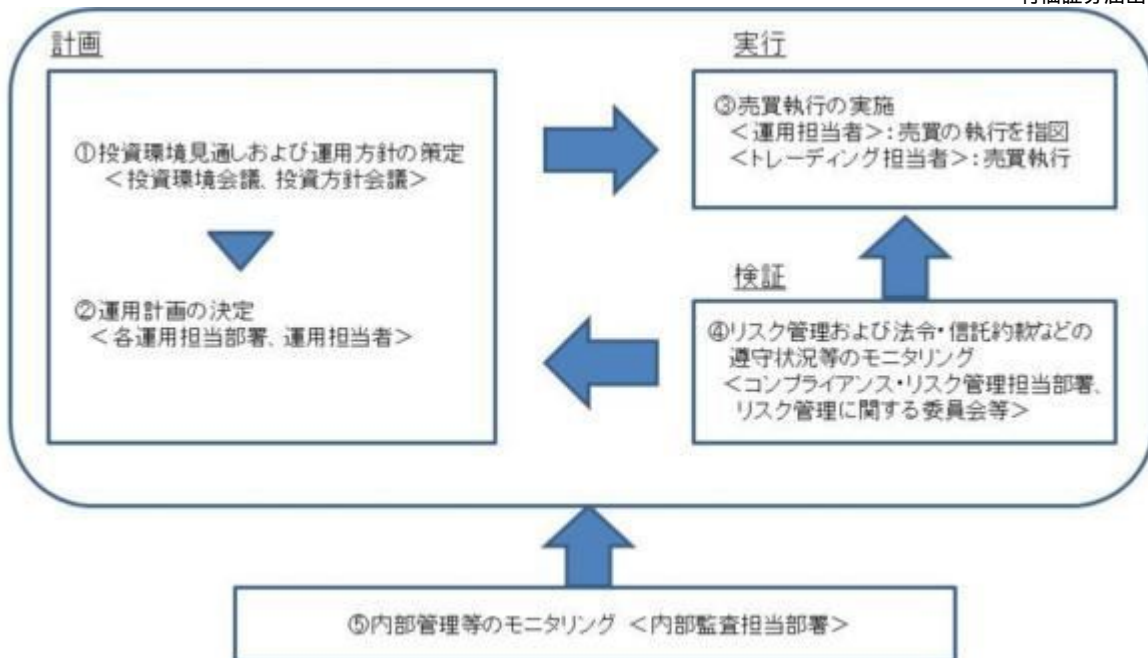 計画
①投資環境見通しおよび運用方針の策定
＜投資環境会議、投資方針会議＞
②運用計画の決定
＜各運用担当部署、運用担当者＞
実行
③売買執行の実施
＜運用担当者＞：売買の執行を指図
＜トレーディング担当者＞：売買執行
検証
④リスク管理および法令・信託約款などの
遵守状況等のモニタリング
＜コンプライアンス・リスク管理担当部署、
リスク管理に関する委員会等＞
⑤内部管理等のモニタリング ＜内部監査担当部署＞